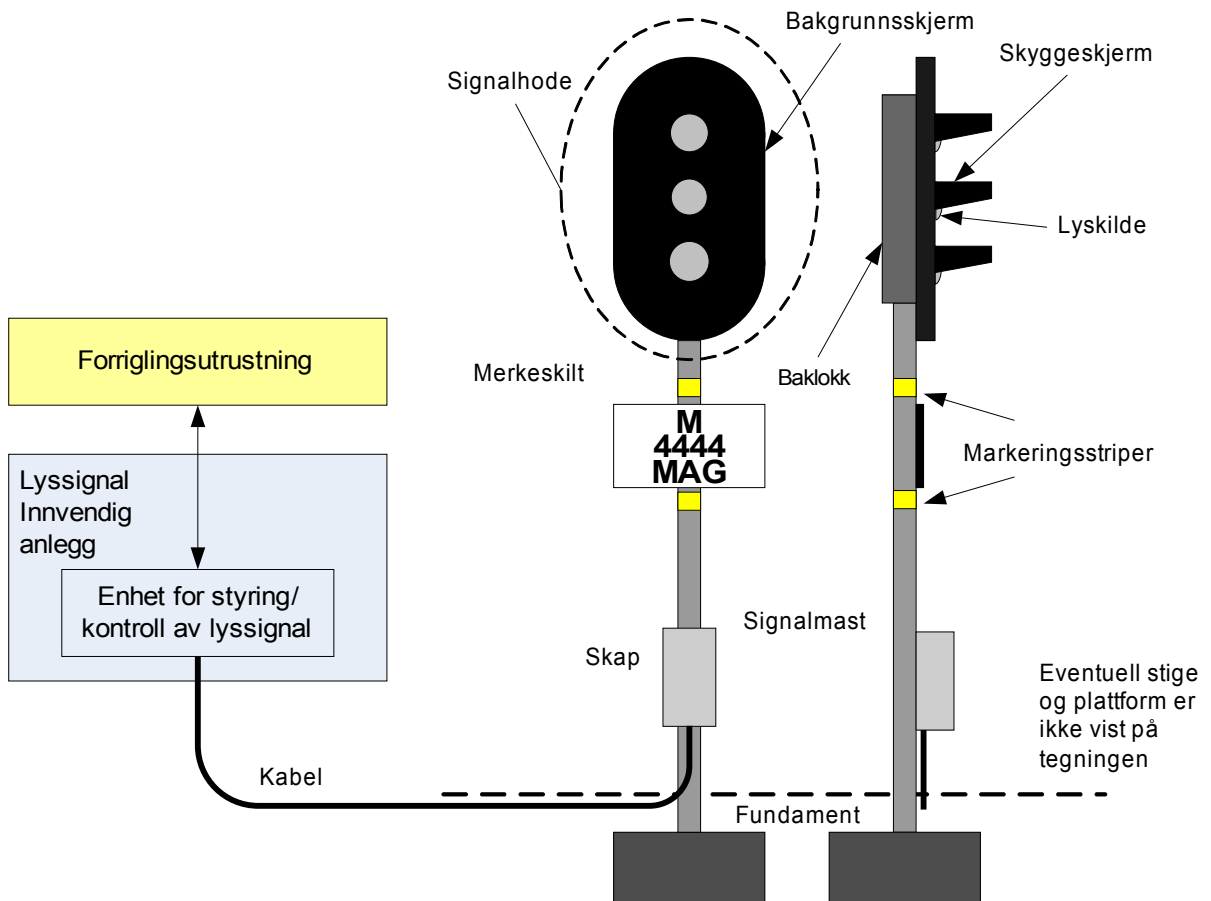 Bakgrunnsskjerm
Skyggeskjerm
Signalhode
Lyskilde
Forriglingsutrustning
Merkeskilt
Baklokk
M
4444
MAG
Markeringsstriper
Lyssignal
Innvendig
anlegg
Enhet for styring/
kontroll av lyssignal
Signalmast
Skap
Eventuell stige
og plattform er
ikke vist på
tegningen
Kabel
Fundament